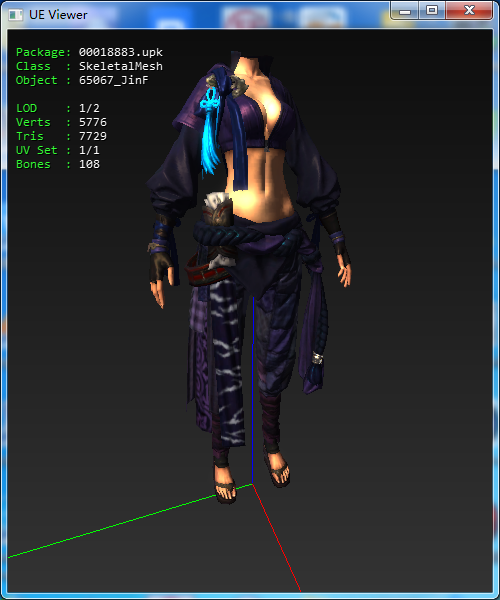 UE Viewer
Package: 00018883.upk
Class : SkeletalMesh
Object : 65067_JinF
LOD : 1/2
Verts : 5776
Tris : 7729
UV Set : 1/1
Bones : 108